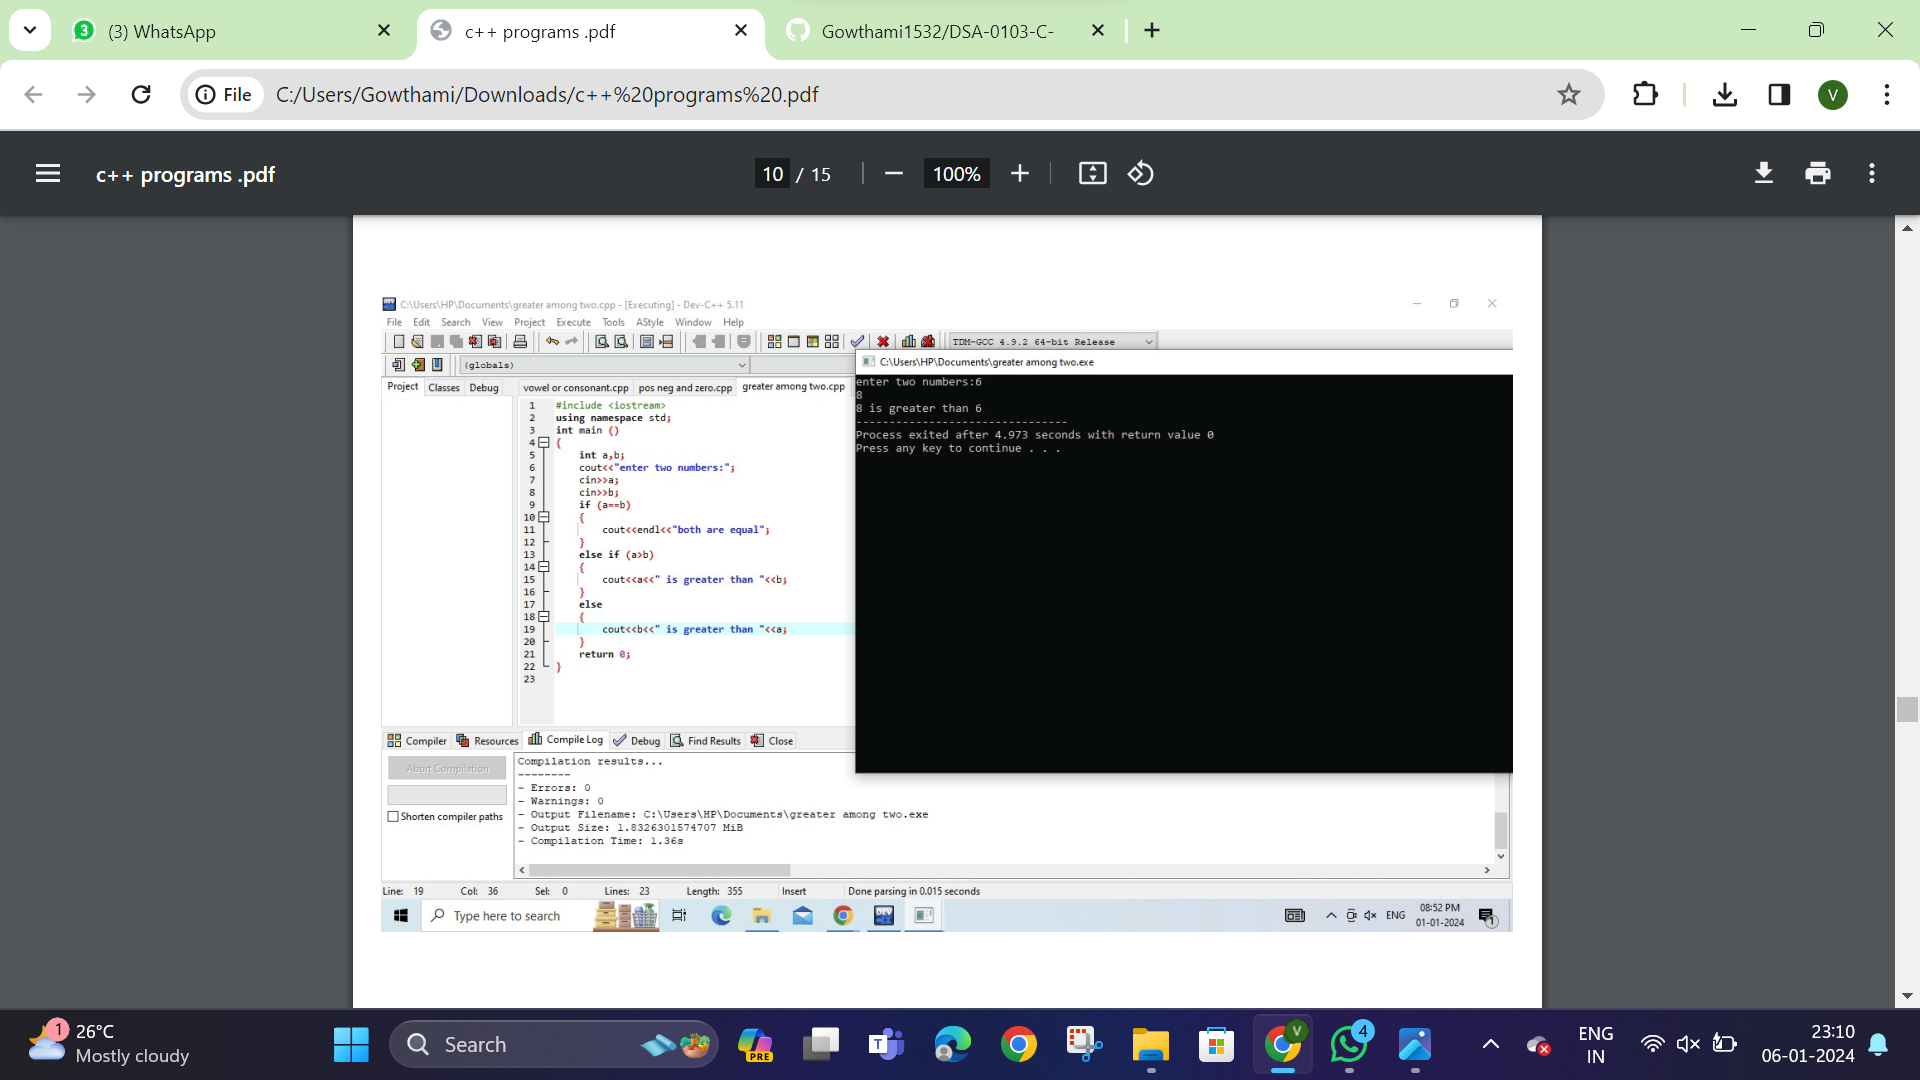 3 (3) WhatsApp
c++ programs .pdf
Gowthami1532/DSA-0103-C-
File C:/Users/Gowthami/Downloads/c++%20programs%20.pdf
V
c++ programs .pdf
10 / 15
100%
C:\Users\HP\Documents\greater among two.cpp - [Executing] - Dev-C++ 5.11
File Edit Search View Project Execute Tools AStyle Window Help
TDM-GCC 4.9.2 64-bit Release
(globals)
Project Classes Debug
vowel or consonant.cpp pos neg and zero.cpp greater among two.cpp
1 #include <iostream>
2 using namespace std;
3 int main ()
4 {
5 int a,b;
6 cout<<"enter two numbers:";
7 cin>>a;
8 cin>>b;
9 if (a==b)
10 {
11 cout<<endl<<"both are equal";
12 }
13 else if (a>b)
14 {
15 cout<<a<<" is greater than "<<b;
16 }
17 else
18 {
19 cout<<b<<" is greater than "<<a;
20 }
21 return 0;
22 }
23
C:\Users\HP\Documents\greater among two.exe
enter two numbers:6
8
8 is greater than 6
--------------------------------
Process exited after 4.973 seconds with return value 0
Press any key to continue . . .
Compiler Resources Compile Log Debug Find Results Close
Abort Compilation
Shorten compiler paths
Compilation results...
--------
- Errors: 0
- Warnings: 0
- Output Filename: C:\Users\HP\Documents\greater among two.exe
- Output Size: 1.8326301574707 MiB
- Compilation Time: 1.36s
Line: 19 Col: 36 Sel: 0 Lines: 23 Length: 355 Insert Done parsing in 0.015 seconds
Type here to search
DEV
ENG
08:52 PM
01-01-2024
1
1
26°C
Mostly cloudy
Search
PRE
T
V
4
ENG
IN
23:10
06-01-2024